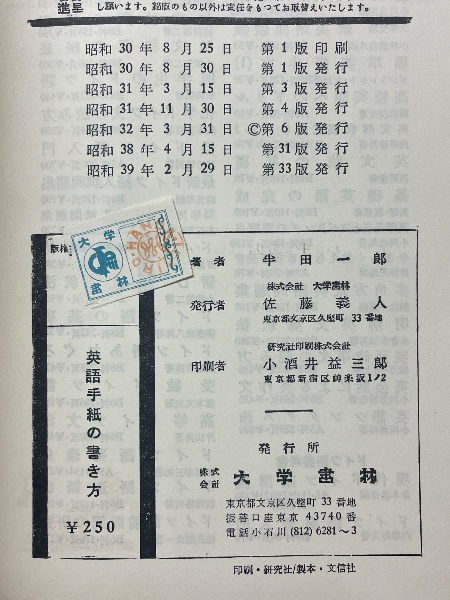 進呈
し願います。銘版のもの以外は責任をもつてお取替えいたします。
昭和 30 年 8 月 25 日 第 1 版 印 刷
昭和 30 年 8 月 30 日 第 1 版 発 行
昭和 31 年 3 月 15 日 第 3 版 発 行
昭和 31 年 11 月 30 日 第 4 版 発 行
昭和 32 年 3 月 31 日 Ⓒ第 6 版 発 行
昭和 38 年 4 月 15 日 第 31 版 発 行
昭和 39 年 2 月 29 日 第 33 版 発 行
版権
大学
書林
英語手紙の書き方
¥250
著者 半田一郎
株式会社 大学書林
発行者 佐藤義人
東京都文京区久堅町 33 番地
研究社印刷株式会社
印刷者 小酒井益三郎
東京都新宿区神楽坂1/2
発行所
株式会社 大学書林
東京都文京区久堅町 33 番地
振替口座東京 43740 番
電話小石川 (812) 6281~3
印刷・研究社/製本・文信社